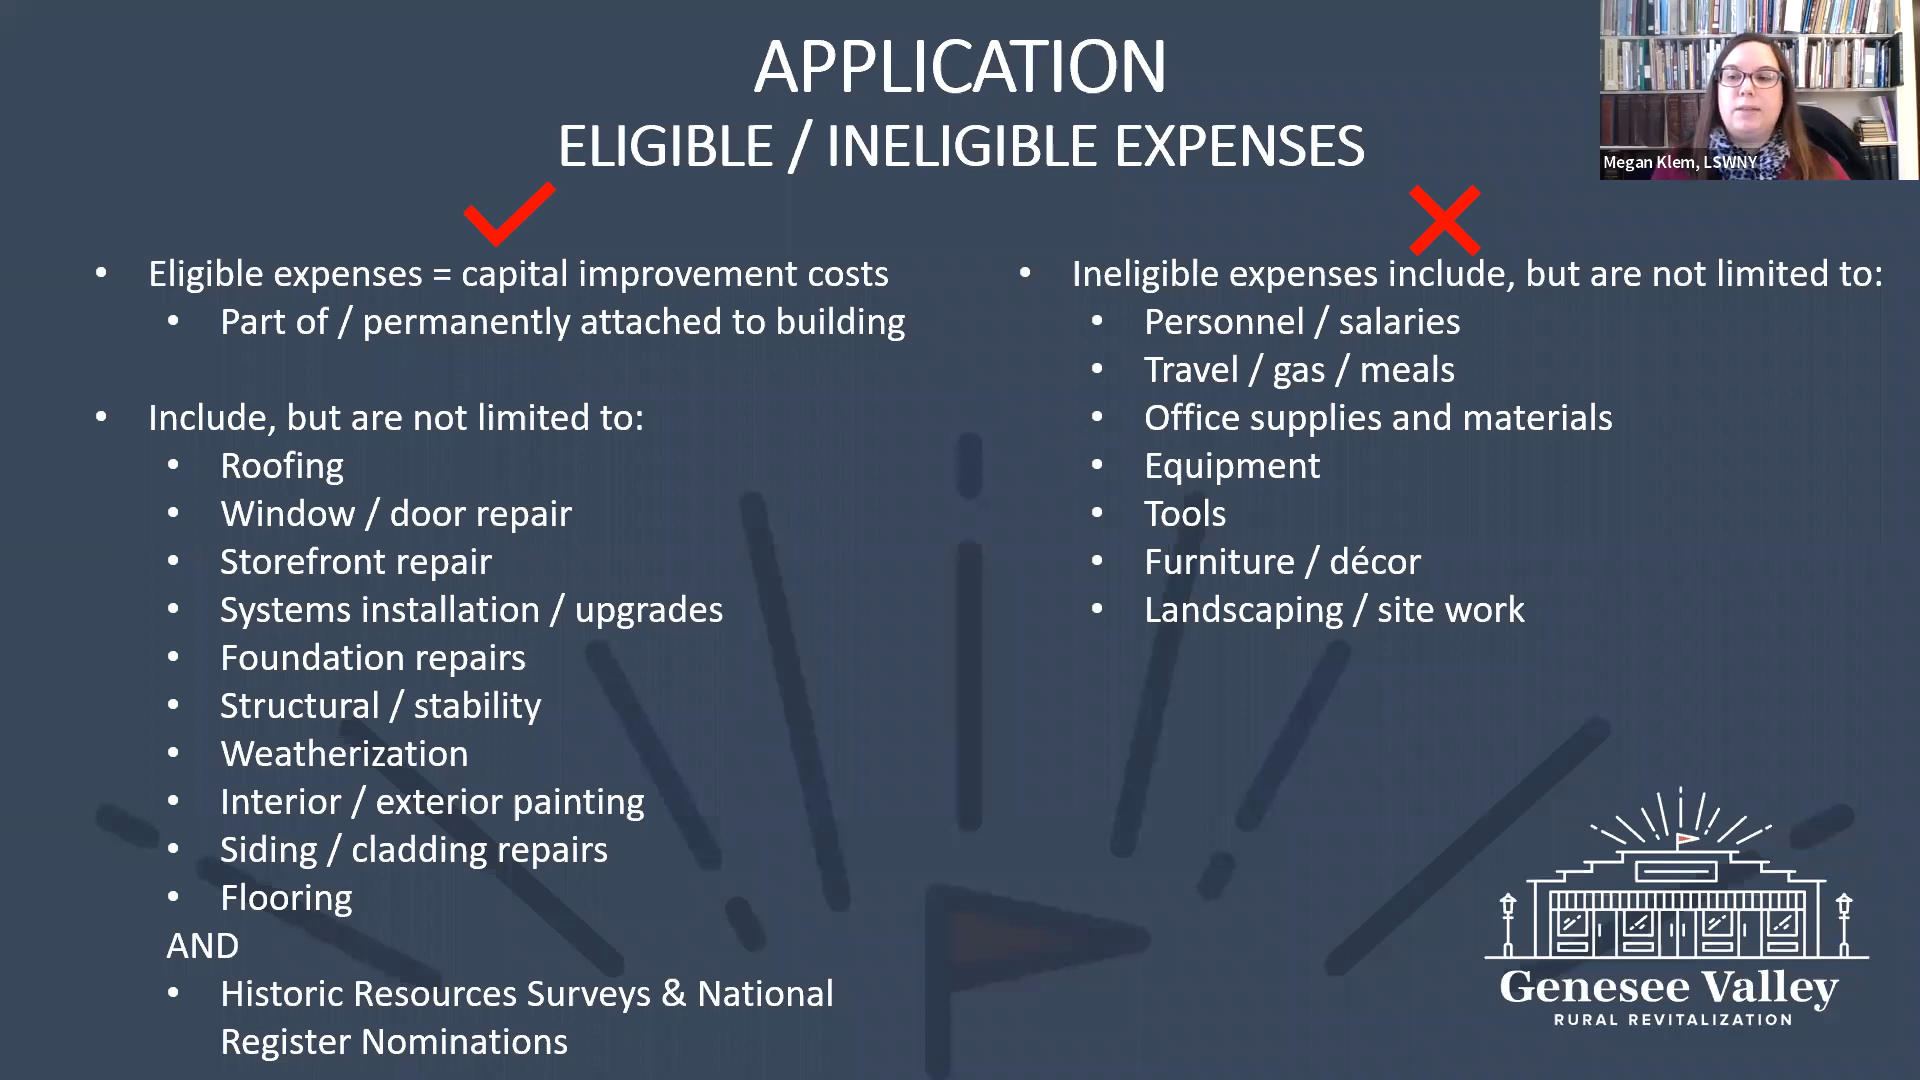 APPLICATION
ELIGIBLE / INELIGIBLE EXPENSES
Megan Klem, LSWNY
• Eligible expenses = capital improvement costs
• Part of / permanently attached to building
• Include, but are not limited to:
• Roofing
• Window / door repair
• Storefront repair
• Systems installation / upgrades
• Foundation repairs
• Structural / stability
• Weatherization
• Interior / exterior painting
• Siding / cladding repairs
• Flooring
AND
• Historic Resources Surveys & National
Register Nominations
• Ineligible expenses include, but are not limited to:
• Personnel / salaries
• Travel / gas / meals
• Office supplies and materials
• Equipment
• Tools
• Furniture / décor
• Landscaping / site work
Genesee Valley
RURAL REVITALIZATION